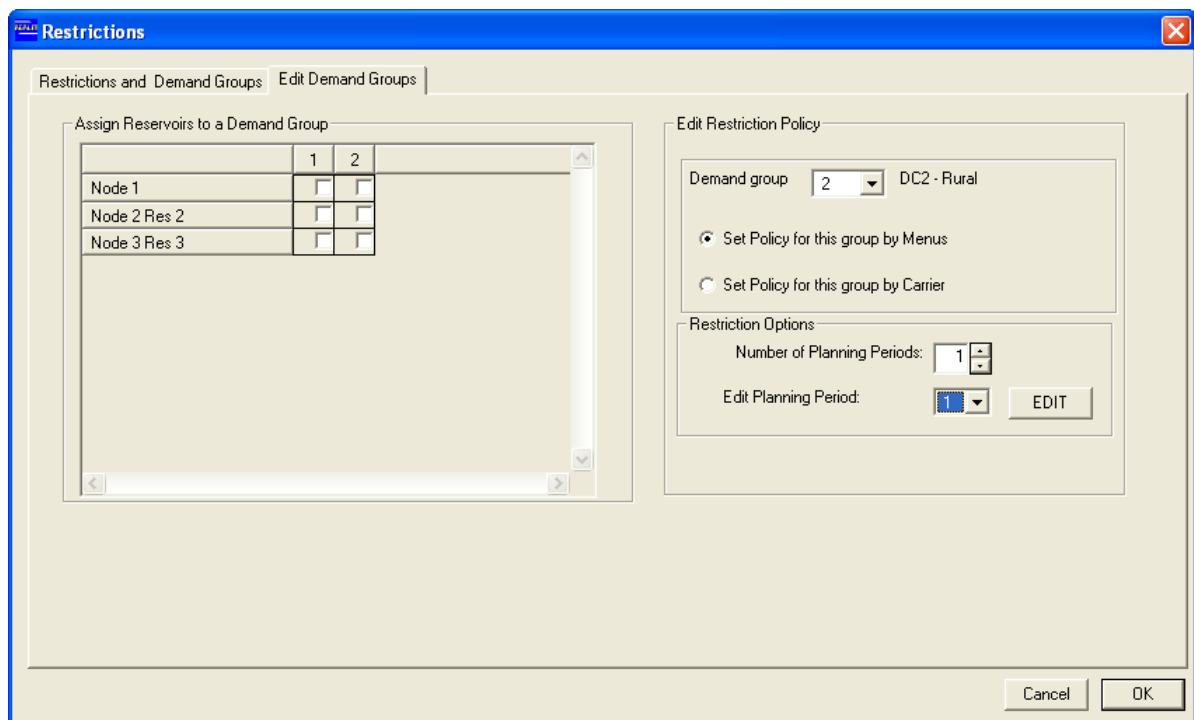 Restrictions
Restrictions and Demand Groups Edit Demand Groups
Assign Reservoirs to a Demand Group
1 2
Node 1
Node 2 Res 2
Node 3 Res 3
Edit Restriction Policy
Demand group 2 DC2 - Rural
Set Policy for this group by Menus
Set Policy for this group by Carrier
Restriction Options
Number of Planning Periods: 1
Edit Planning Period: 1 EDIT
Cancel OK